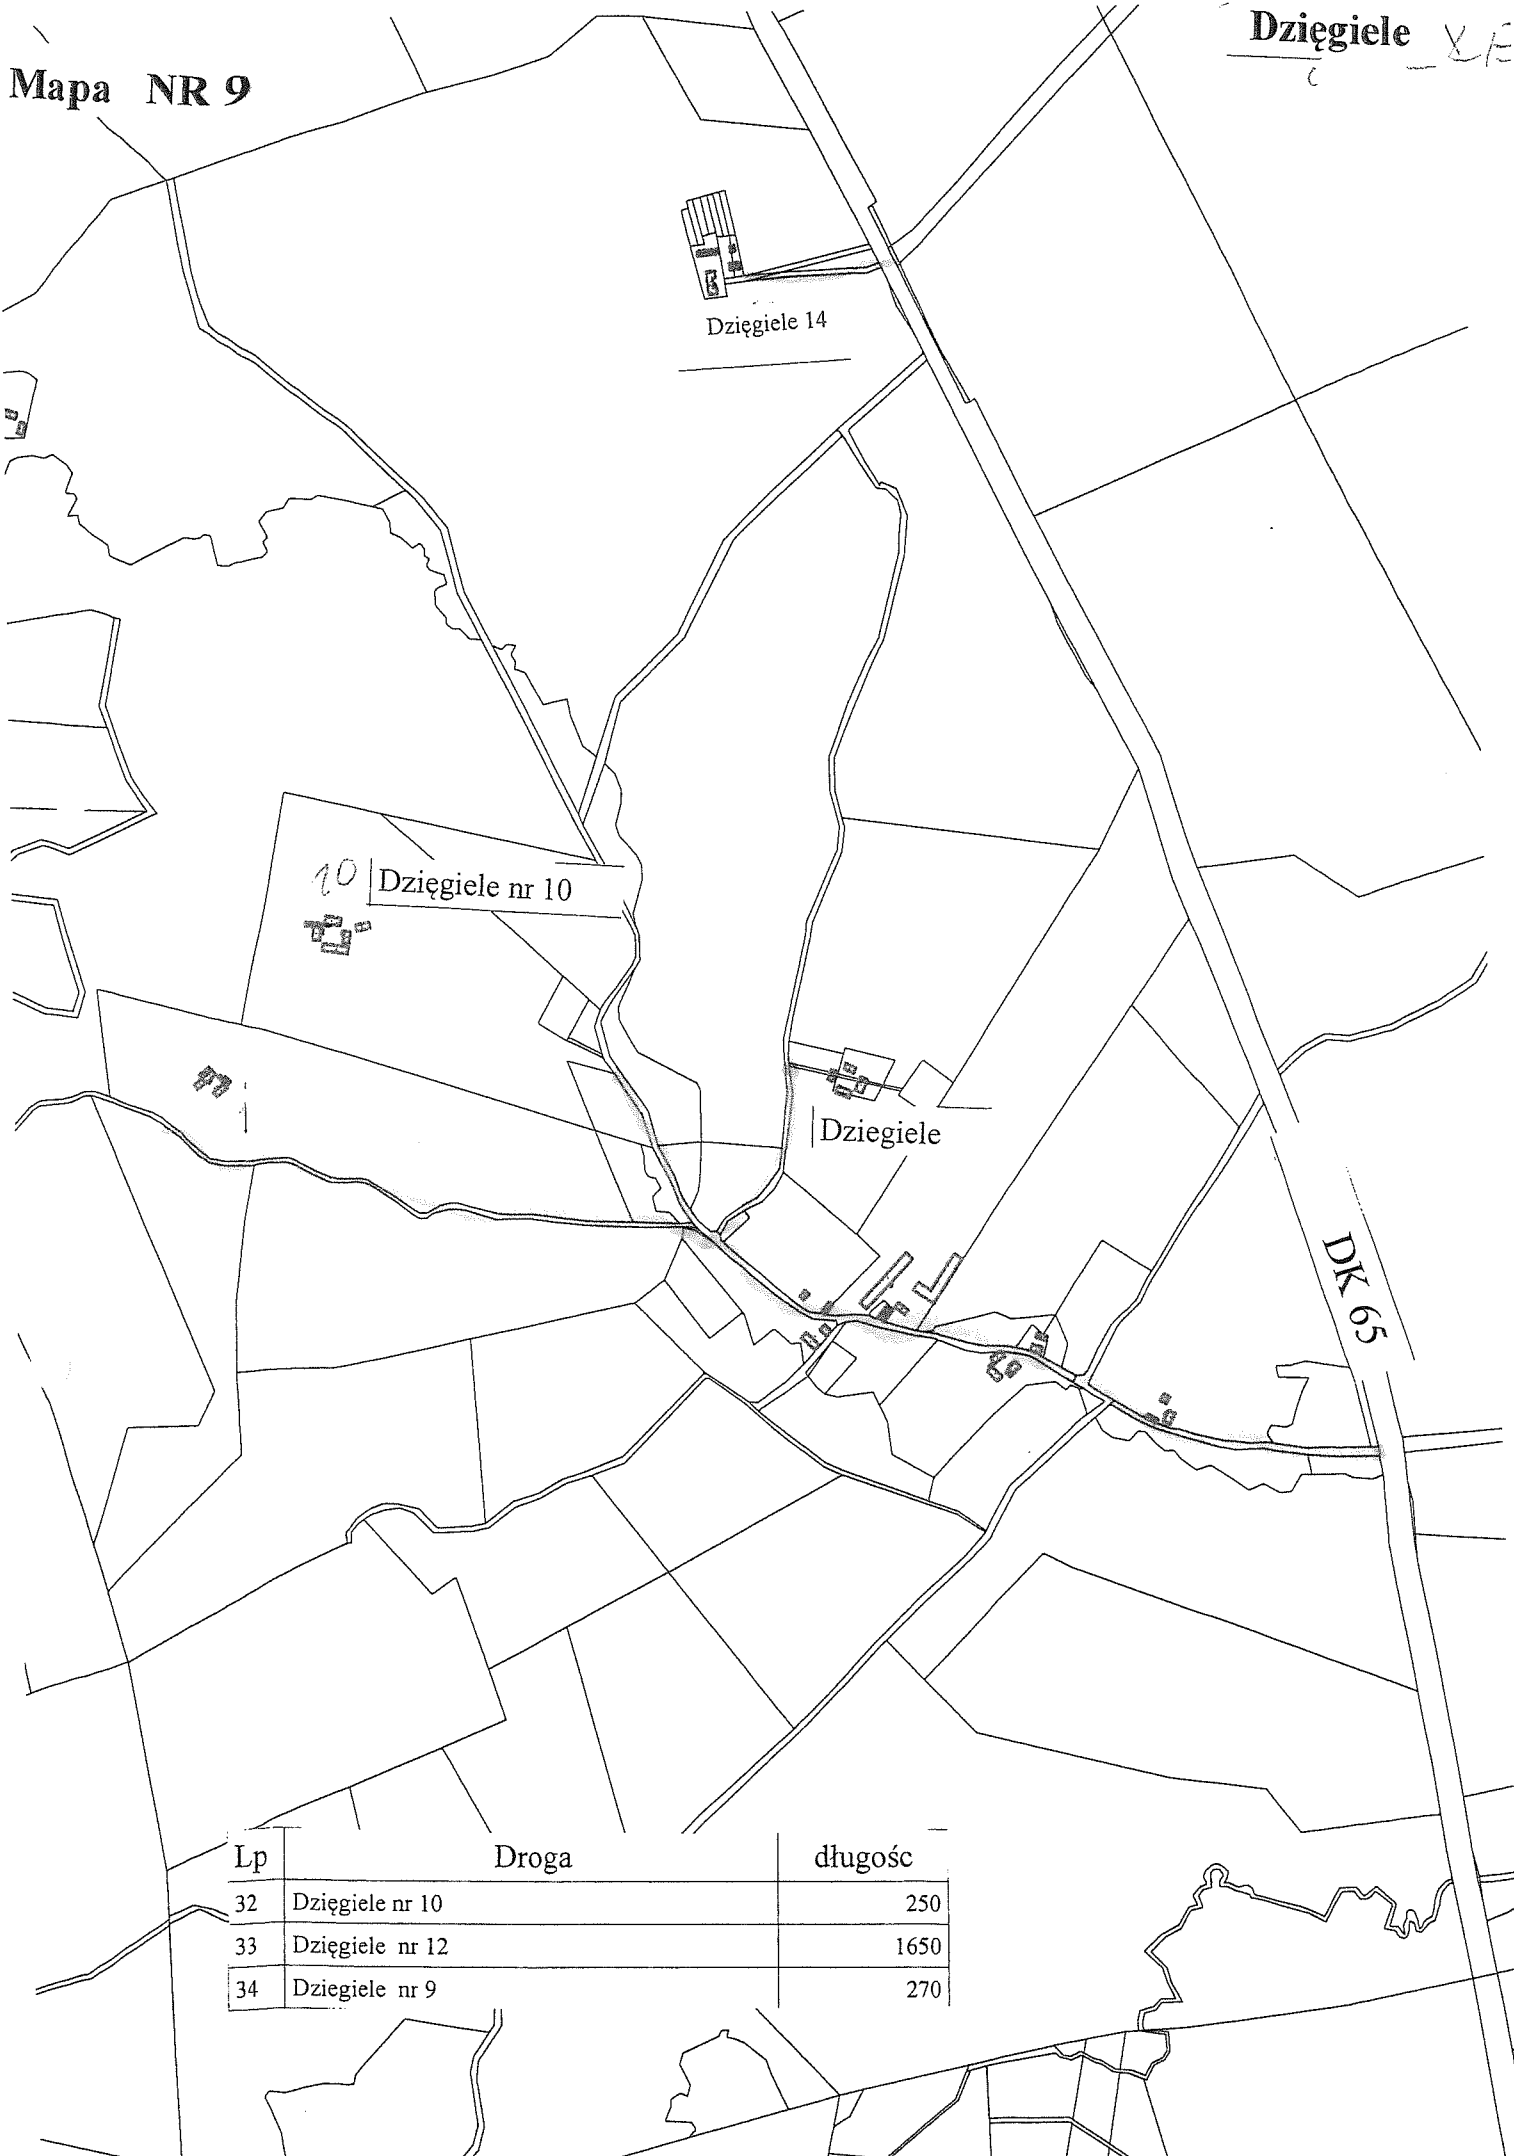 Dzięgiele
Mapa NR 9
Dzięgiele 14
10 Dzięgiele nr 10
Dziegiele
DK 65
Lp Droga długośc
32 Dzięgiele nr 10 250
33 Dzięgiele nr 12 1650
34 Dziegiele nr 9 270